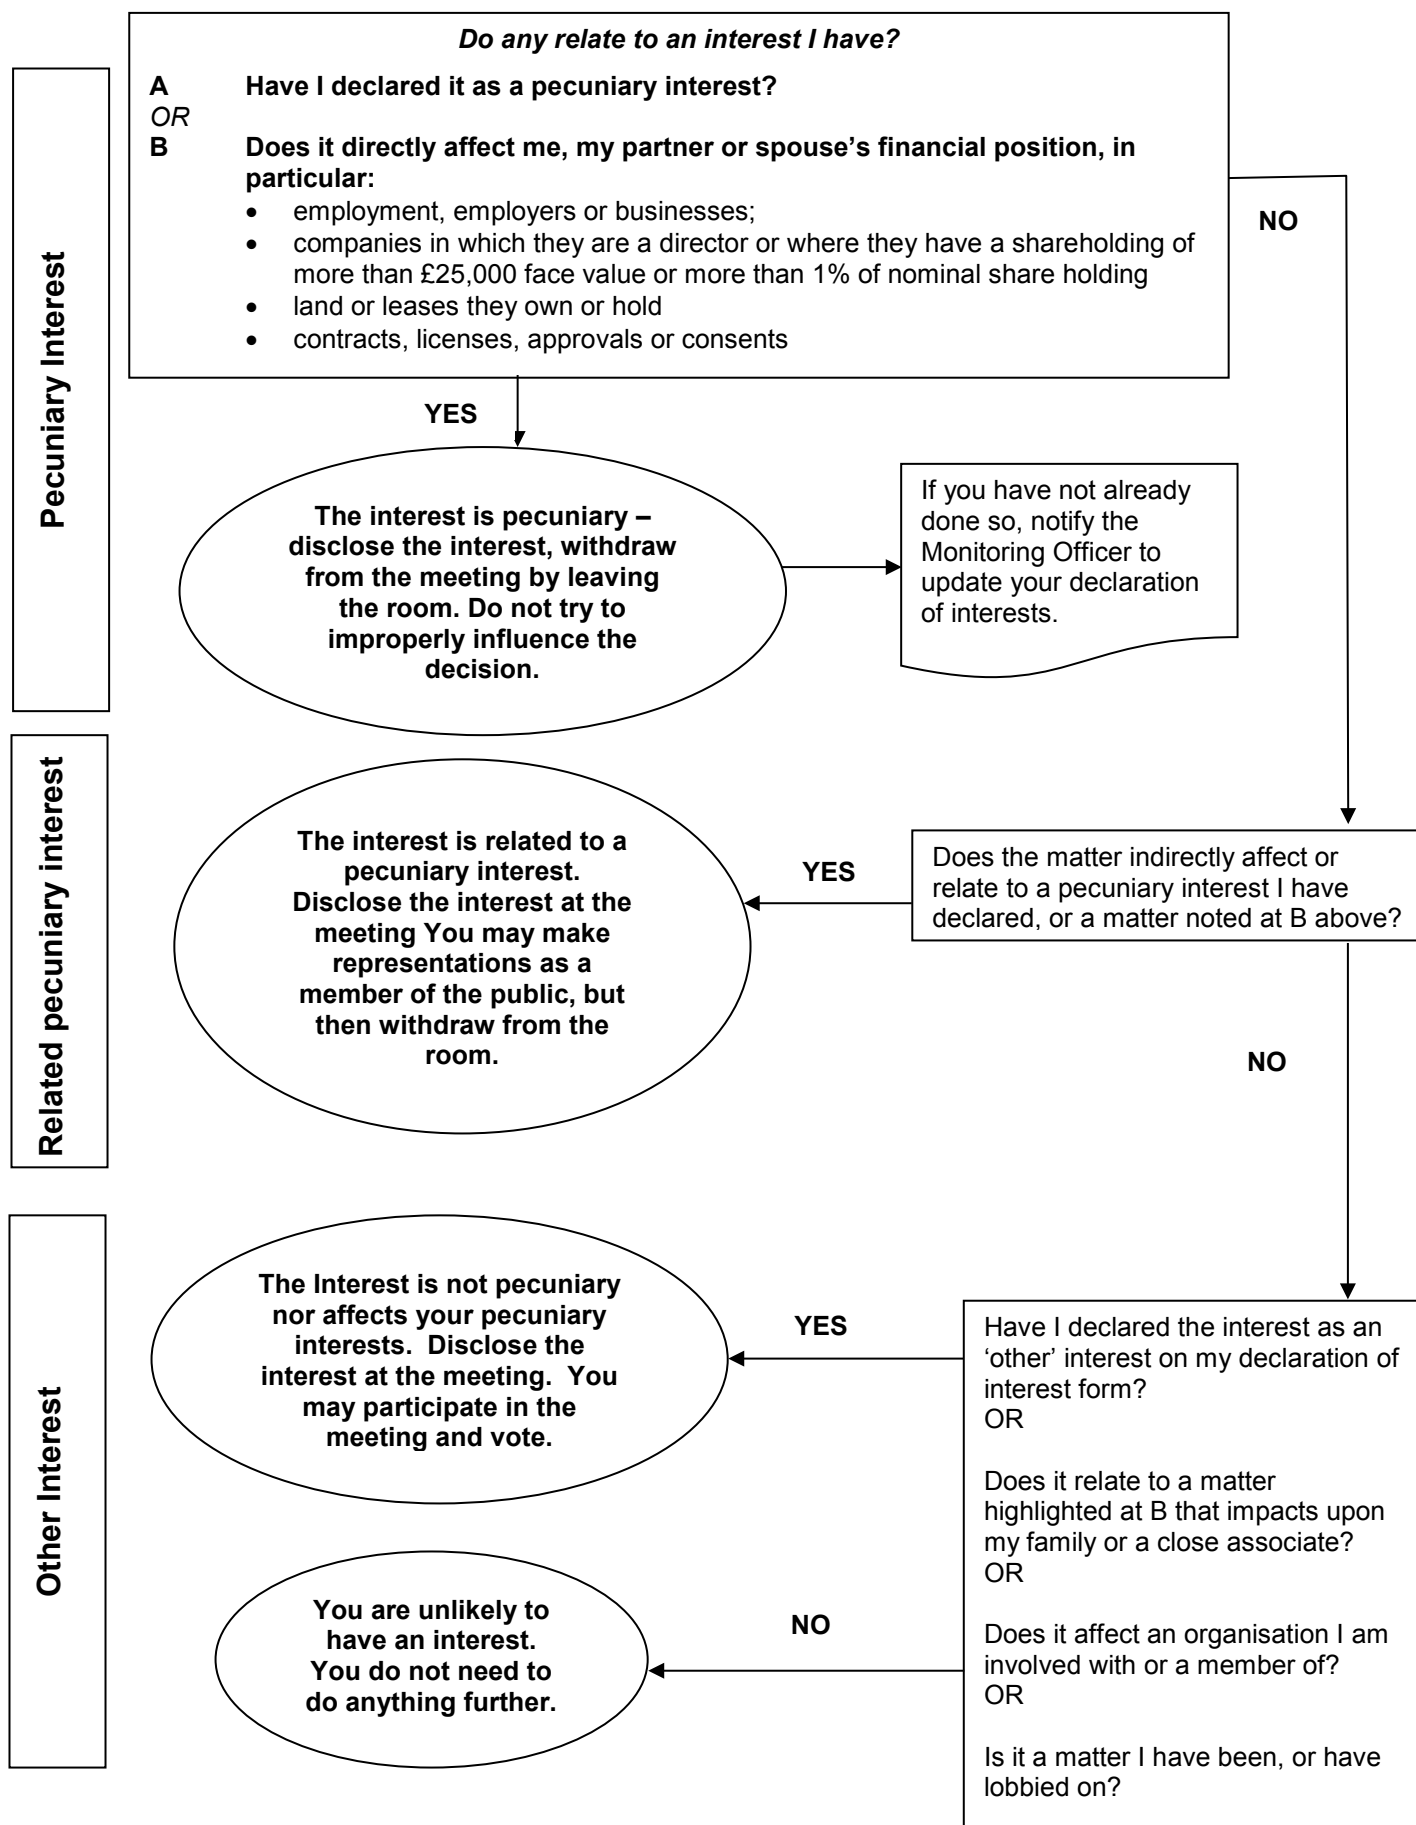 Do any relate to an interest I have?
A Have I declared it as a pecuniary interest?
OR
B Does it directly affect me, my partner or spouse's financial position, in
particular:
• employment, employers or businesses;
• companies in which they are a director or where they have a shareholding of
more than £25,000 face value or more than 1% of nominal share holding
• land or leases they own or hold
• contracts, licenses, approvals or consents
Pecuniary Interest
NO
YES
The interest is pecuniary –
disclose the interest, withdraw
from the meeting by leaving
the room. Do not try to
improperly influence the
decision.
If you have not already
done so, notify the
Monitoring Officer to
update your declaration
of interests.
Related pecuniary interest
The interest is related to a
pecuniary interest.
Disclose the interest at the
meeting You may make
representations as a
member of the public, but
then withdraw from the
room.
YES
Does the matter indirectly affect or
relate to a pecuniary interest I have
declared, or a matter noted at B above?
NO
Other Interest
The Interest is not pecuniary
nor affects your pecuniary
interests. Disclose the
interest at the meeting. You
may participate in the
meeting and vote.
YES
Have I declared the interest as an
‘other’ interest on my declaration of
interest form?
OR
Does it relate to a matter
highlighted at B that impacts upon
my family or a close associate?
OR
Does it affect an organisation I am
involved with or a member of?
OR
Is it a matter I have been, or have
lobbied on?
NO
You are unlikely to
have an interest.
You do not need to
do anything further.